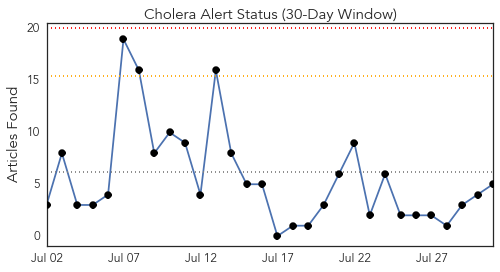 Cholera Alert Status (30-Day Window)
Articles Found
20
15
10
5
0
Jul 02
Jul 07
Jul 12
Jul 17
Jul 22
Jul 27